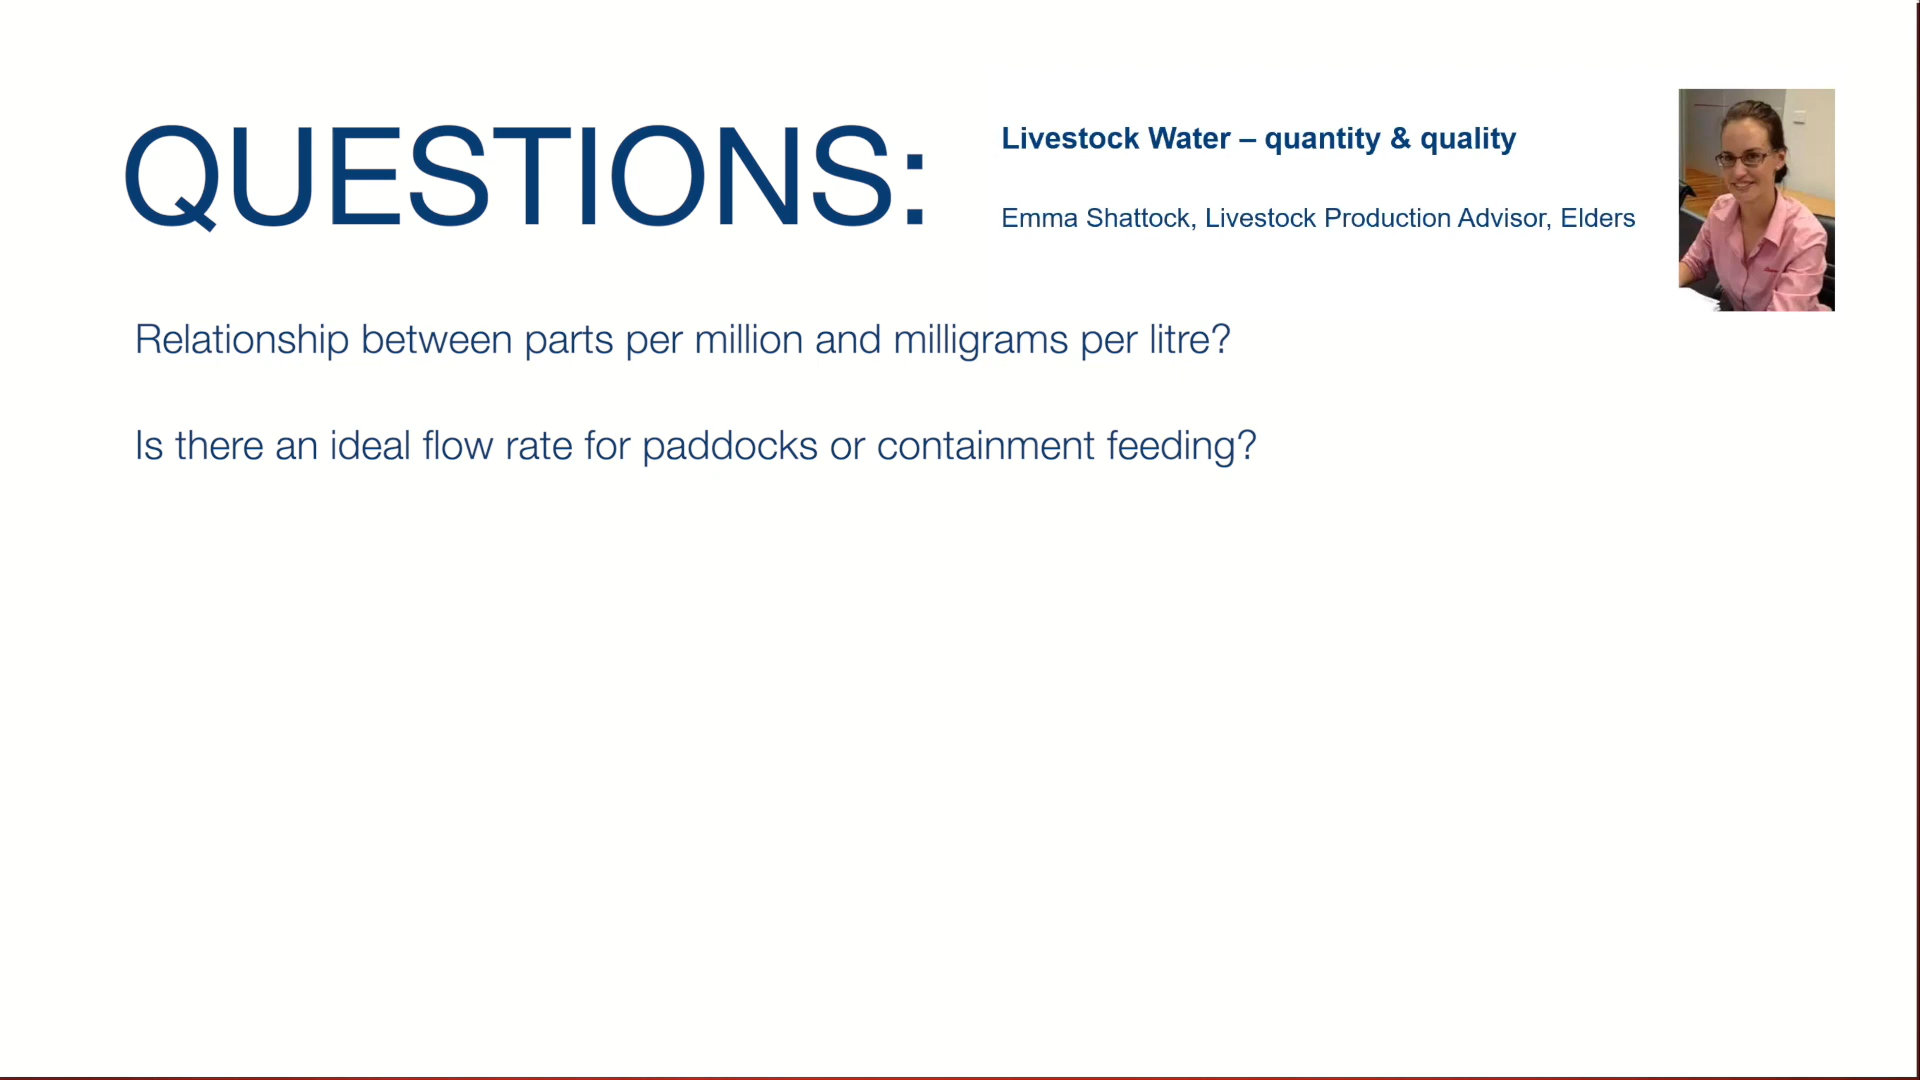 QUESTIONS:
Livestock Water – quantity & quality
Emma Shattock, Livestock Production Advisor, Elders
Relationship between parts per million and milligrams per litre?
Is there an ideal flow rate for paddocks or containment feeding?